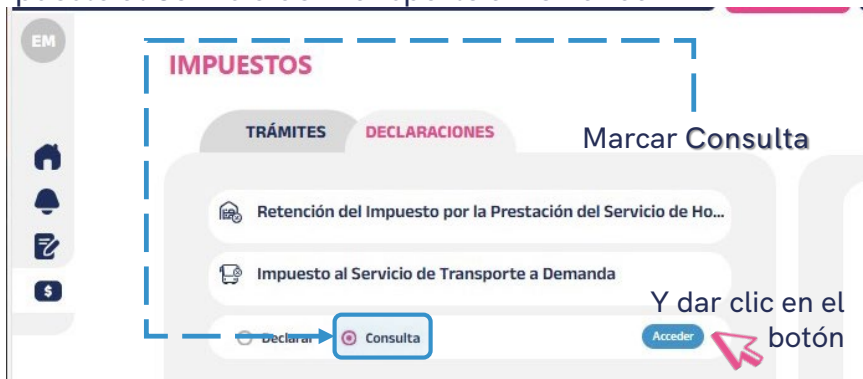 EM
IMPUESTOS
TRÁMITES DECLARACIONES
Marcar Consulta
Retención del Impuesto por la Prestación del Servicio de Ho...
Impuesto al Servicio de Transporte a Demanda
Y dar clic en el
Declarar Consulta Acceder botón